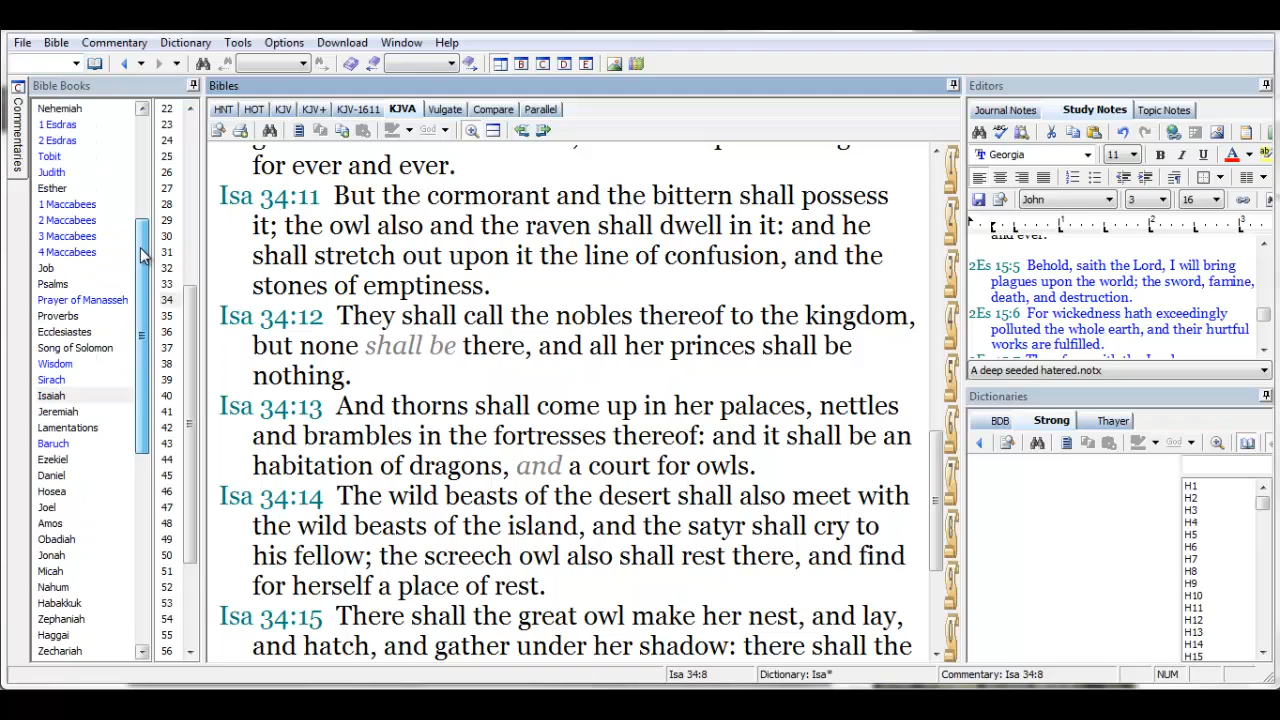 File Bible Commentary Dictionary Tools Options Download Window Help
Commentaries
Bible Books
Nehemiah
1 Esdras
2 Esdras
Tobit
Judith
Esther
1 Maccabees
2 Maccabees
3 Maccabees
4 Maccabees
Job
Psalms
Prayer of Manasseh
Proverbs
Ecclesiastes
Song of Solomon
Wisdom
Sirach
Isaiah
Jeremiah
Lamentations
Baruch
Ezekiel
Daniel
Hosea
Joel
Amos
Obadiah
Jonah
Micah
Nahum
Habakkuk
Zephaniah
Haggai
Zechariah
22
23
24
25
26
27
28
29
30
31
32
33
34
35
36
37
38
39
40
41
42
43
44
45
46
47
48
49
50
51
52
53
54
55
56
Bibles
HNT HOT KJV KJV+ KJV-1611 KJVA Vulgate Compare Parallel
God
for ever and ever.
Isa 34:11 But the cormorant and the bittern shall possess
it; the owl also and the raven shall dwell in it: and he
shall stretch out upon it the line of confusion, and the
stones of emptiness.
Isa 34:12 They shall call the nobles thereof to the kingdom,
but none shall be there, and all her princes shall be
nothing.
Isa 34:13 And thorns shall come up in her palaces, nettles
and brambles in the fortresses thereof: and it shall be an
habitation of dragons, and a court for owls.
Isa 34:14 The wild beasts of the desert shall also meet with
the wild beasts of the island, and the satyr shall cry to
his fellow; the screech owl also shall rest there, and find
for herself a place of rest.
Isa 34:15 There shall the great owl make her nest, and lay,
and hatch, and gather under her shadow: there shall the
Editors
Journal Notes Study Notes Topic Notes
Georgia 11 B I U A ab
John 3 16
1 2 3
and ever.
2Es 15:5 Behold, saith the Lord, I will bring
plagues upon the world; the sword, famine,
death, and destruction.
2Es 15:6 For wickedness hath exceedingly
polluted the whole earth, and their hurtful
works are fulfilled.
A deep seeded hatered.notx
Dictionaries
BDB Strong Thayer
God
H1
H2
H3
H4
H5
H6
H7
H8
H9
H10
H11
H12
H13
H14
H15
Isa 34:8 Dictionary: Isa* Commentary: Isa 34:8 NUM